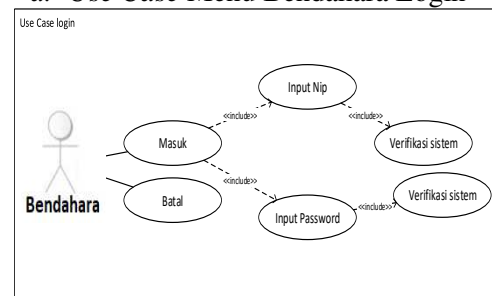 a. Use Case Menu Bendahara Login
Use Case login
Input Nip
<<include>>
Masuk
Verifikasi sistem
<<include>>
Bendahara
Batal
Verifikasi sistem
<<include>>
Input Password
<<include>>